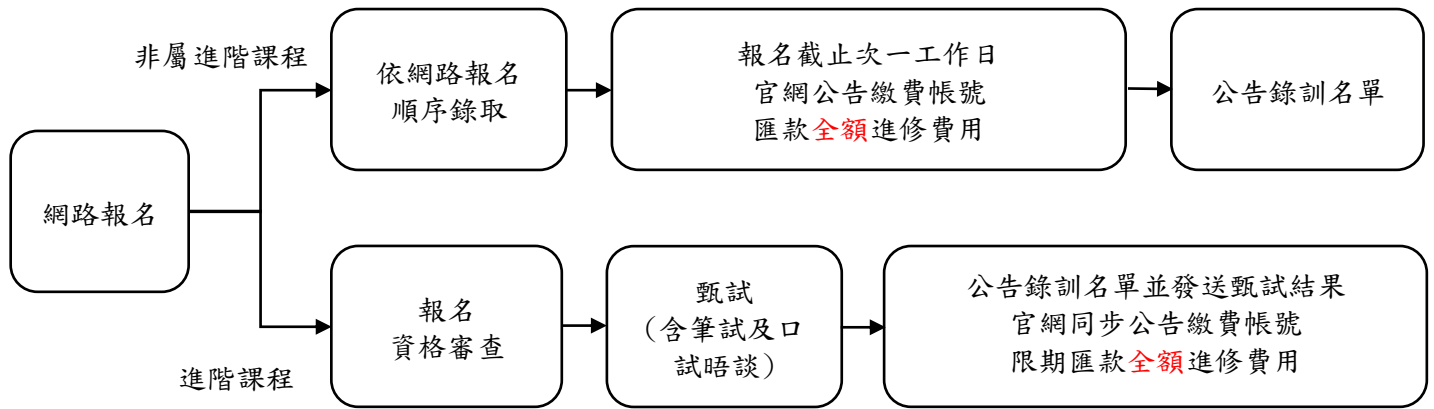 非屬進階課程
依網路報名
順序錄取
報名截止次一工作日
官網公告繳費帳號
匯款全額進修費用
公告錄訓名單
網路報名
進階課程
報名
資格審查
甄試
（含筆試及口
試晤談）
公告錄訓名單並發送甄試結果
官網同步公告繳費帳號
限期匯款全額進修費用